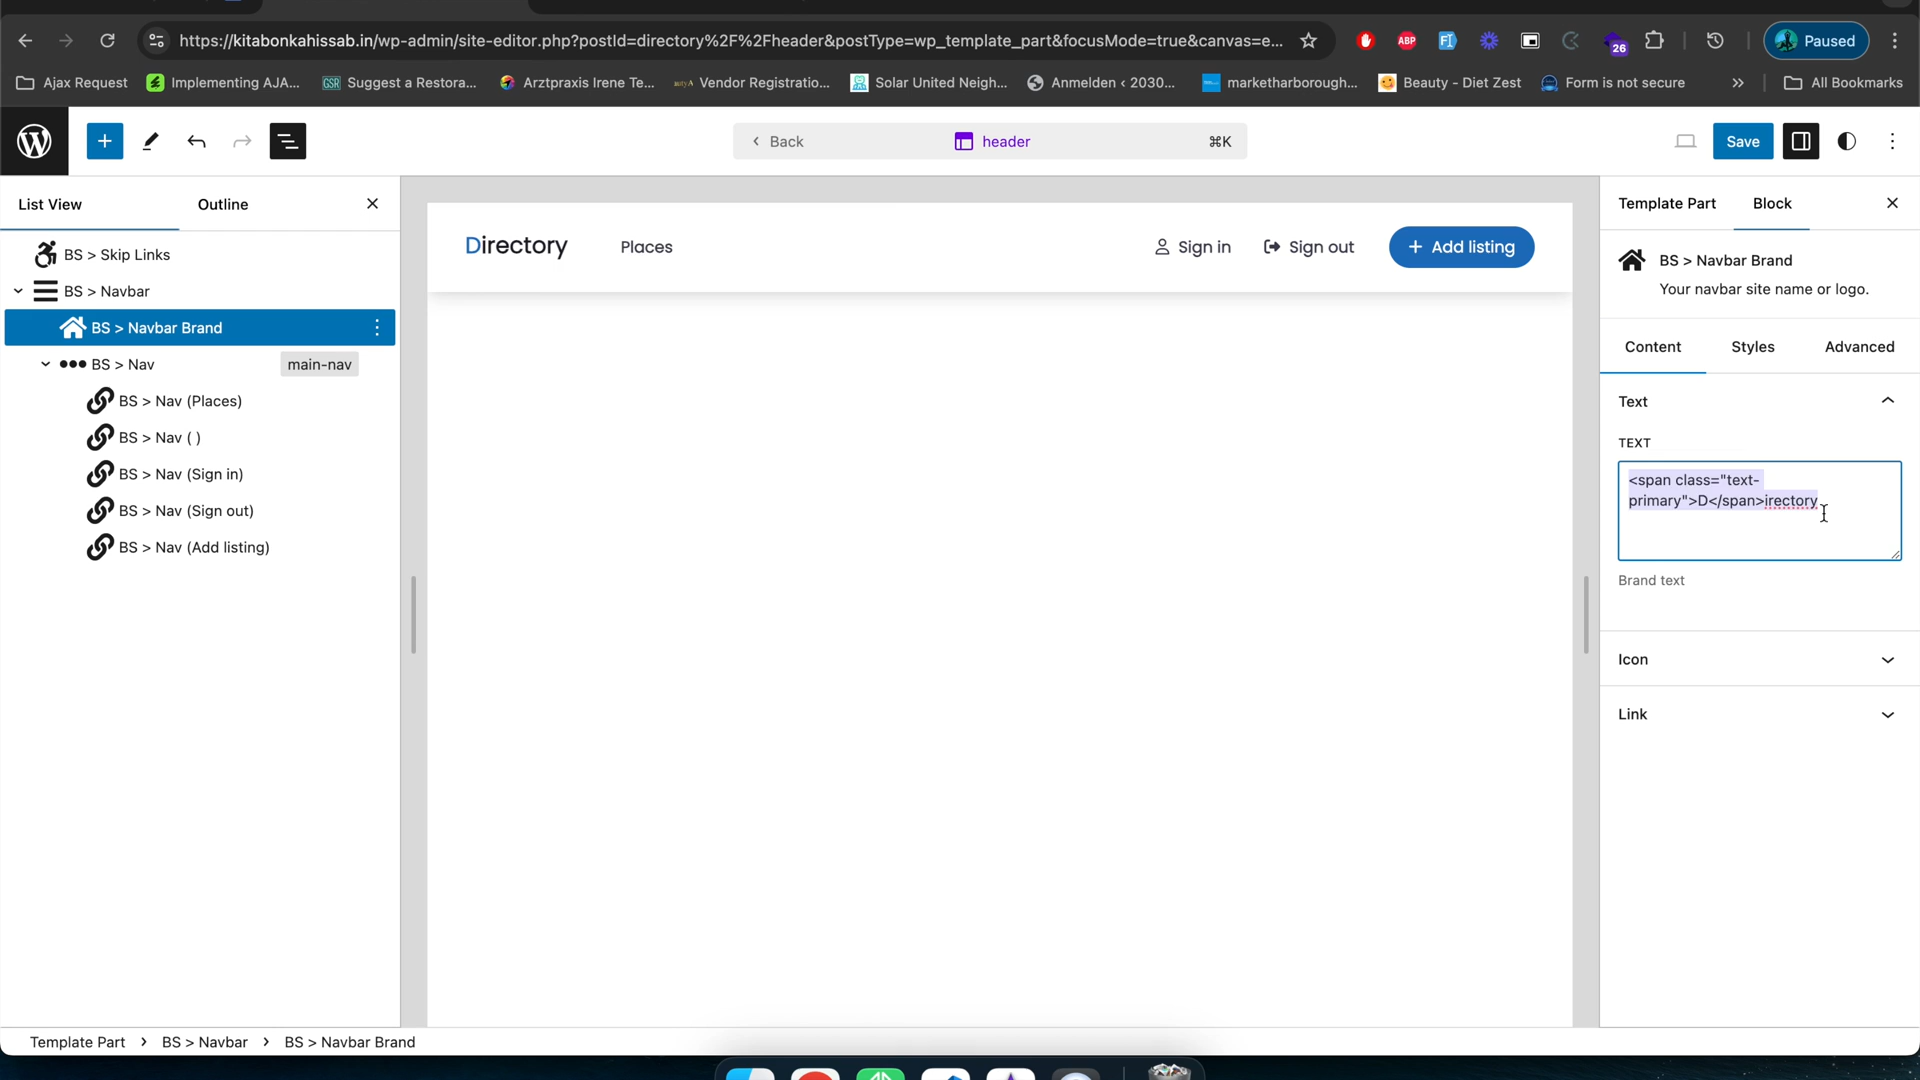 https://kitabonkahissab.in/wp-admin/site-editor.php?postId=directory%2F%2Fheader&postType=wp_template_part&focusMode=true&canvas=e...
ABP
26
Paused
Ajax Request
Implementing AJA...
GSR
Suggest a Restora...
Arztpraxis Irene Te...
Vendor Registratio...
Solar United Neigh...
Anmelden ‹ 2030...
marketharborough...
Beauty - Diet Zest
Form is not secure
»
All Bookmarks
Back
header
⌘K
Save
List View
Outline
Template Part
Block
BS > Skip Links
BS > Navbar
BS > Navbar Brand
BS > Nav
main-nav
BS > Nav (Places)
BS > Nav ( )
BS > Nav (Sign in)
BS > Nav (Sign out)
BS > Nav (Add listing)
Directory
Places
Sign in
Sign out
+ Add listing
BS > Navbar Brand
Your navbar site name or logo.
Content
Styles
Advanced
Text
TEXT
<span class="text-
primary">D</span>irectory
Brand text
Icon
Link
Template Part > BS > Navbar > BS > Navbar Brand